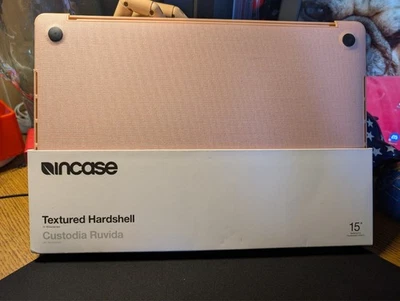 incase
Textured Hardshell
Custodia Ruvida
15"